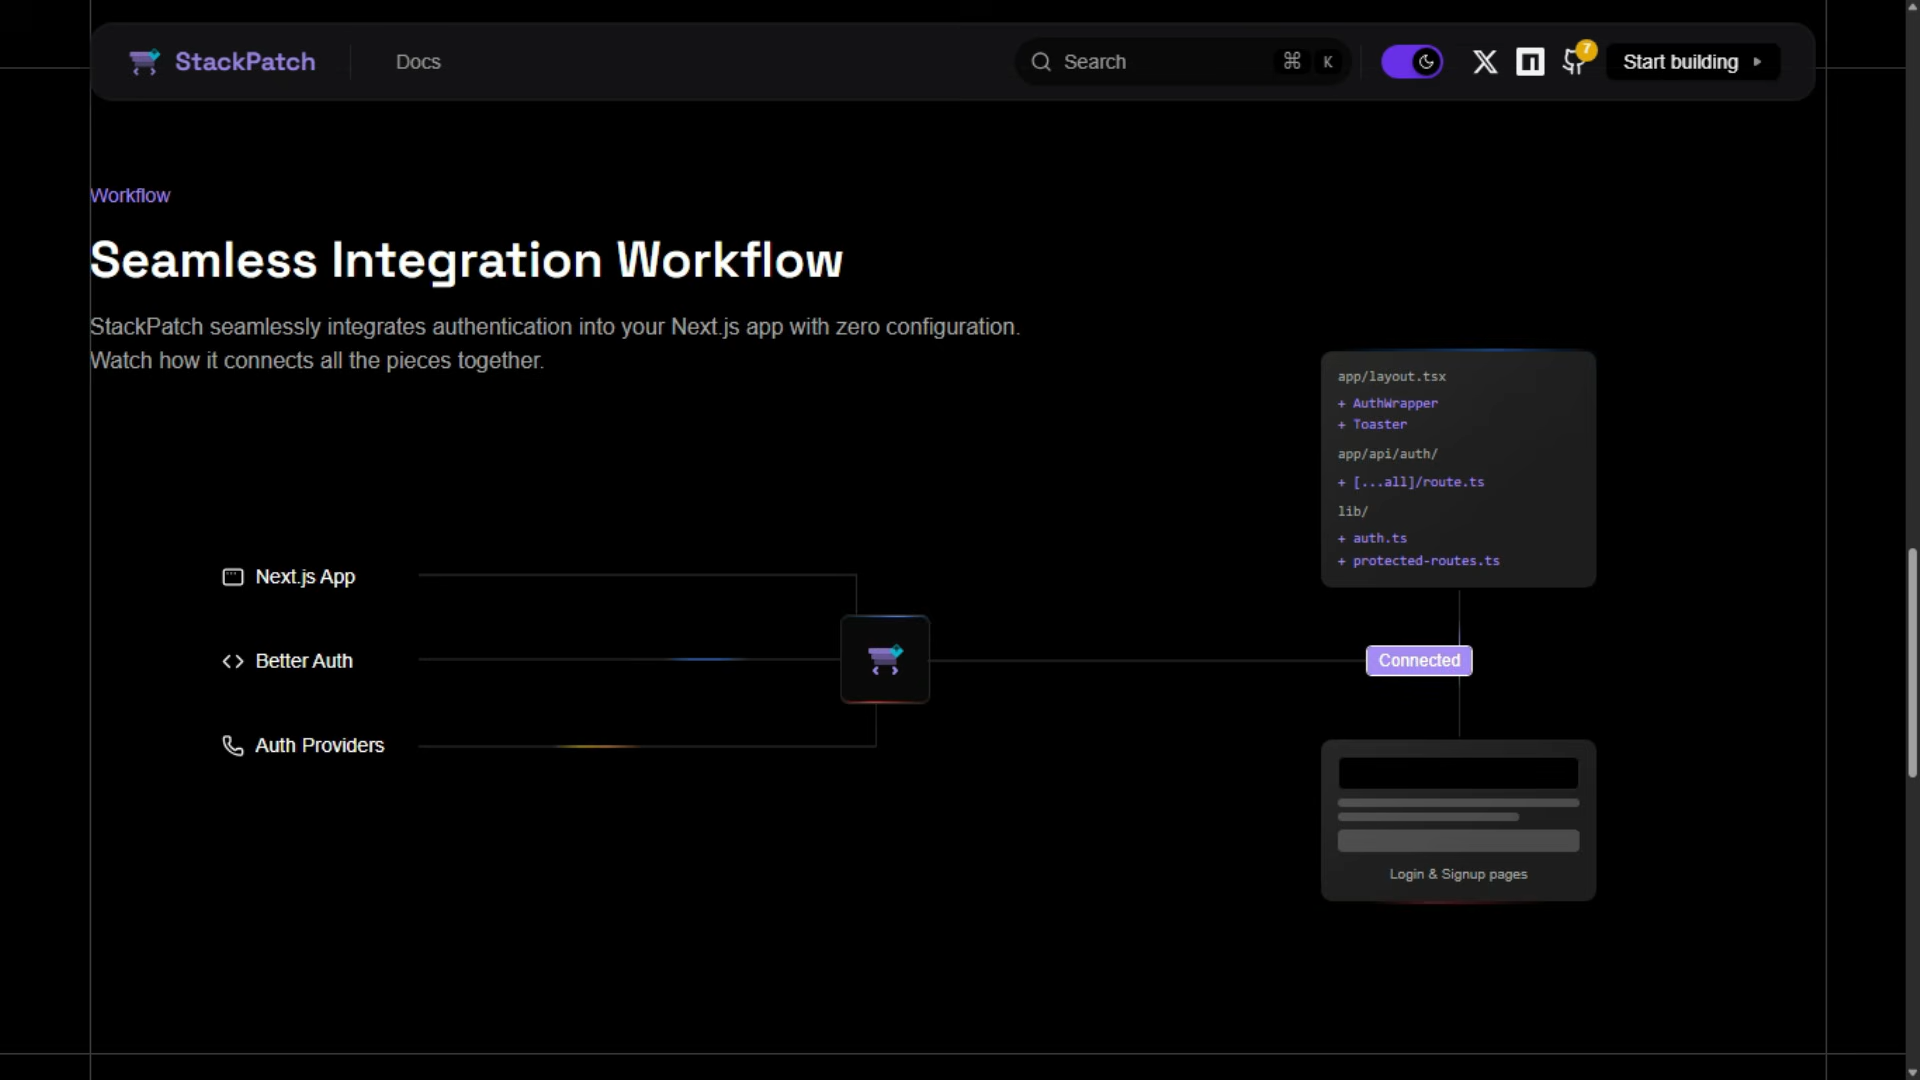 StackPatch
Docs
Search
⌘ K
7
Start building
Workflow
Seamless Integration Workflow
StackPatch seamlessly integrates authentication into your Next.js app with zero configuration.
Watch how it connects all the pieces together.
app/layout.tsx
+ AuthWrapper
+ Toaster
app/api/auth/
+ [...all]/route.ts
lib/
+ auth.ts
+ protected-routes.ts
Next.js App
Better Auth
Auth Providers
Connected
Login & Signup pages